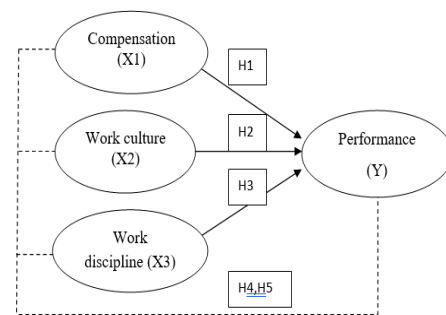 Compensation
(X1)
H1
Work culture
(X2)
H2
Performance
(Y)
H3
Work
discipline (X3)
H4,H5